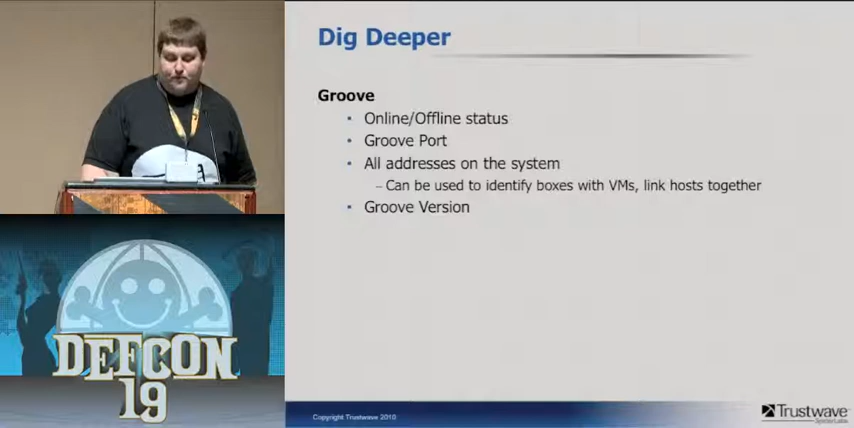 Dig Deeper
Groove
• Online/Offline status
• Groove Port
• All addresses on the system
– Can be used to identify boxes with VMs, link hosts together
• Groove Version
DEFCON
19
Copyright Trustwave 2010
Trustwave
SpiderLabs